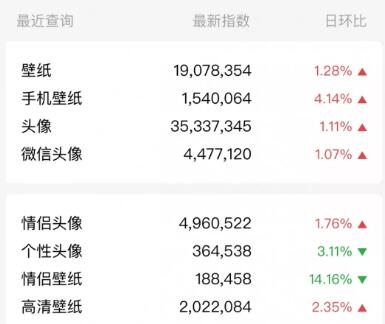 最近查询 最新指数 日环比
壁纸 19,078,354 1.28% ▲
手机壁纸 1,540,064 4.14% ▲
头像 35,337,345 1.11% ▲
微信头像 4,477,120 1.07% ▲
情侣头像 4,960,522 1.76% ▲
个性头像 364,538 3.11% ▼
情侣壁纸 188,458 14.16% ▼
高清壁纸 2,022,084 2.35% ▲